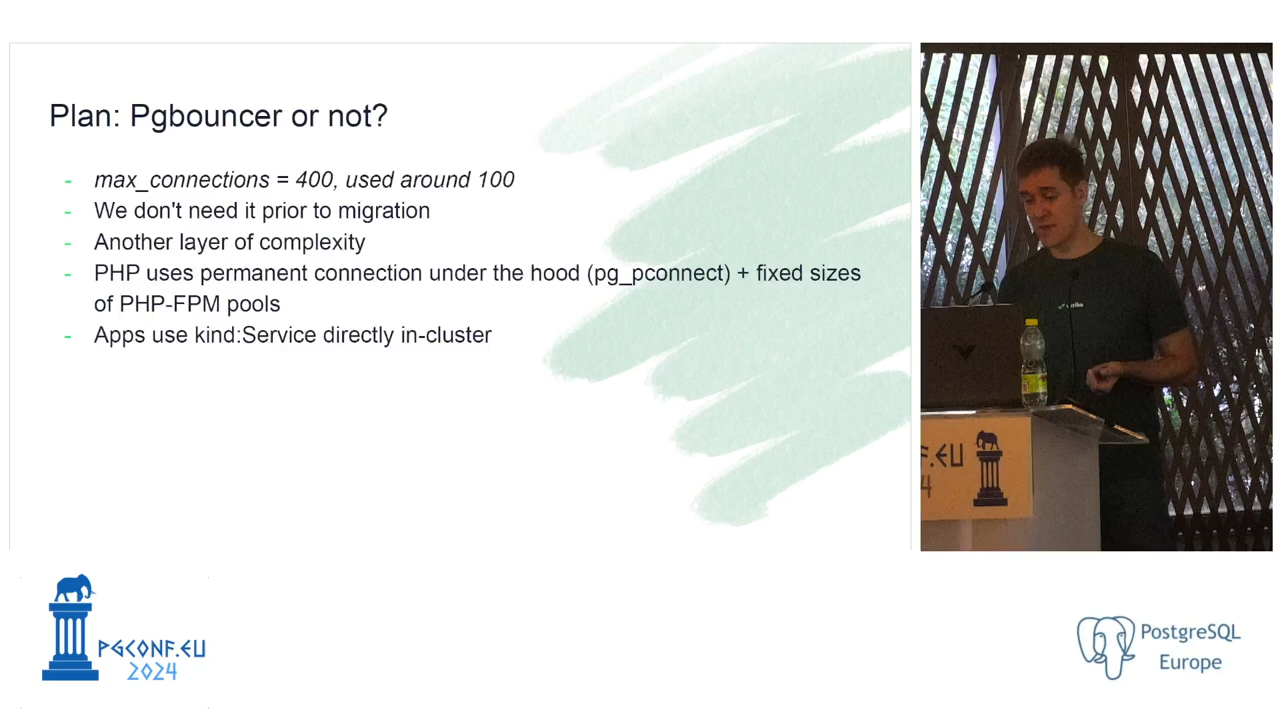 Plan: Pgbouncer or not?
- max_connections = 400, used around 100
- We don't need it prior to migration
- Another layer of complexity
- PHP uses permanent connection under the hood (pg_pconnect) + fixed sizes
of PHP-FPM pools
- Apps use kind:Service directly in-cluster
F.EU
4
PGCONF.EU
2024
PostgreSQL
Europe